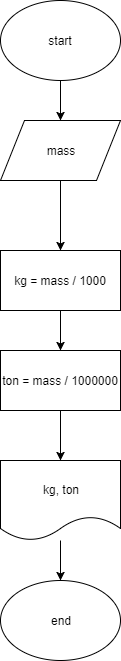 start
mass
kg = mass / 1000
ton = mass / 1000000
kg, ton
end